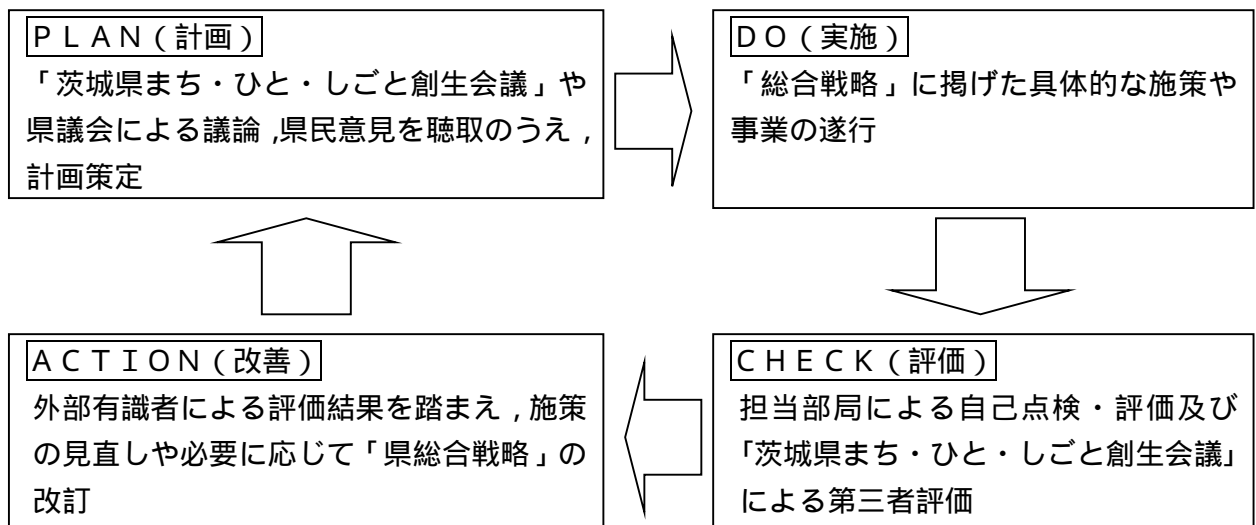 ＰＬＡＮ（計画）
「茨城県まち・ひと・しごと創生会議」や
県議会による議論，県民意見を聴取のうえ，
計画策定
ＤＯ（実施）
「総合戦略」に掲げた具体的な施策や
事業の遂行
ＡＣＴＩＯＮ（改善）
外部有識者による評価結果を踏まえ，施策
の見直しや必要に応じて「県総合戦略」の
改訂
ＣＨＥＣＫ（評価）
担当部局による自己点検・評価及び
「茨城県まち・ひと・しごと創生会議」
による第三者評価